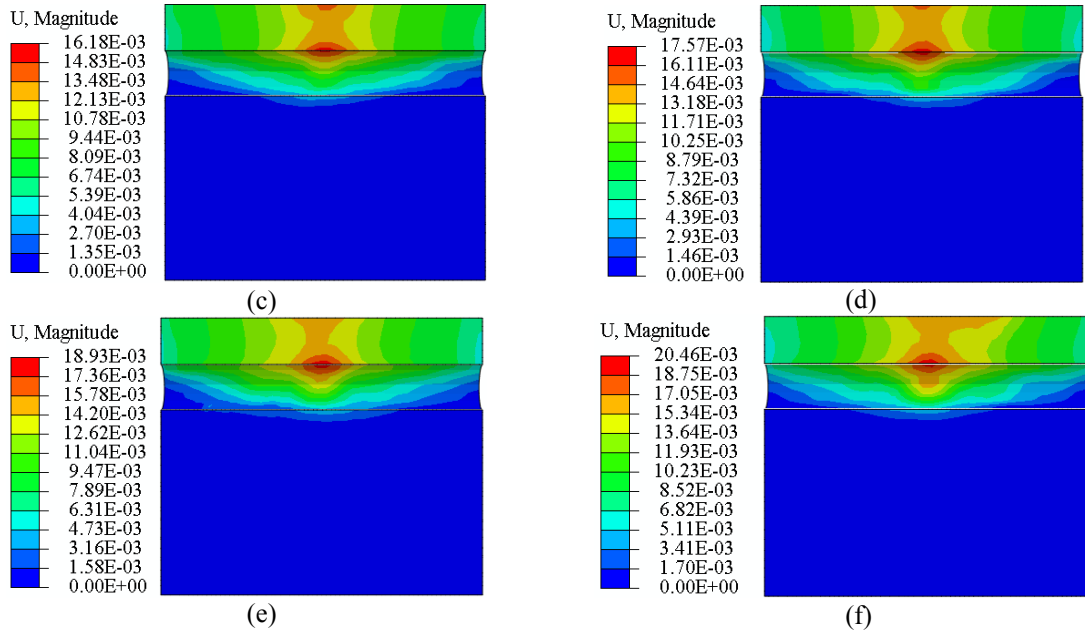 U, Magnitude
16.18E-03
14.83E-03
13.48E-03
12.13E-03
10.78E-03
9.44E-03
8.09E-03
6.74E-03
5.39E-03
4.04E-03
2.70E-03
1.35E-03
0.00E+00
(c)
U, Magnitude
17.57E-03
16.11E-03
14.64E-03
13.18E-03
11.71E-03
10.25E-03
8.79E-03
7.32E-03
5.86E-03
4.39E-03
2.93E-03
1.46E-03
0.00E+00
(d)
U, Magnitude
18.93E-03
17.36E-03
15.78E-03
14.20E-03
12.62E-03
11.04E-03
9.47E-03
7.89E-03
6.31E-03
4.73E-03
3.16E-03
1.58E-03
0.00E+00
(e)
U, Magnitude
20.46E-03
18.75E-03
17.05E-03
15.34E-03
13.64E-03
11.93E-03
10.23E-03
8.52E-03
6.82E-03
5.11E-03
3.41E-03
1.70E-03
0.00E+00
(f)